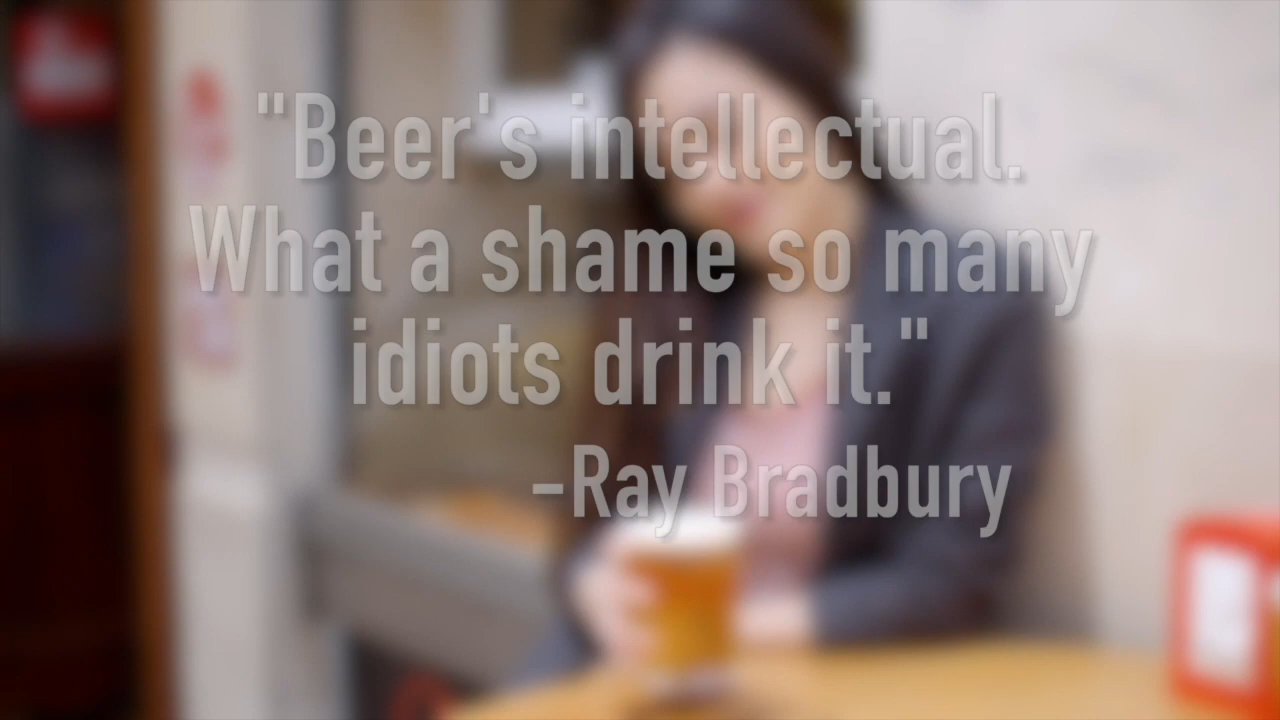 "Beer's intellectual.
What a shame so many
idiots drink it."
-Ray Bradbury